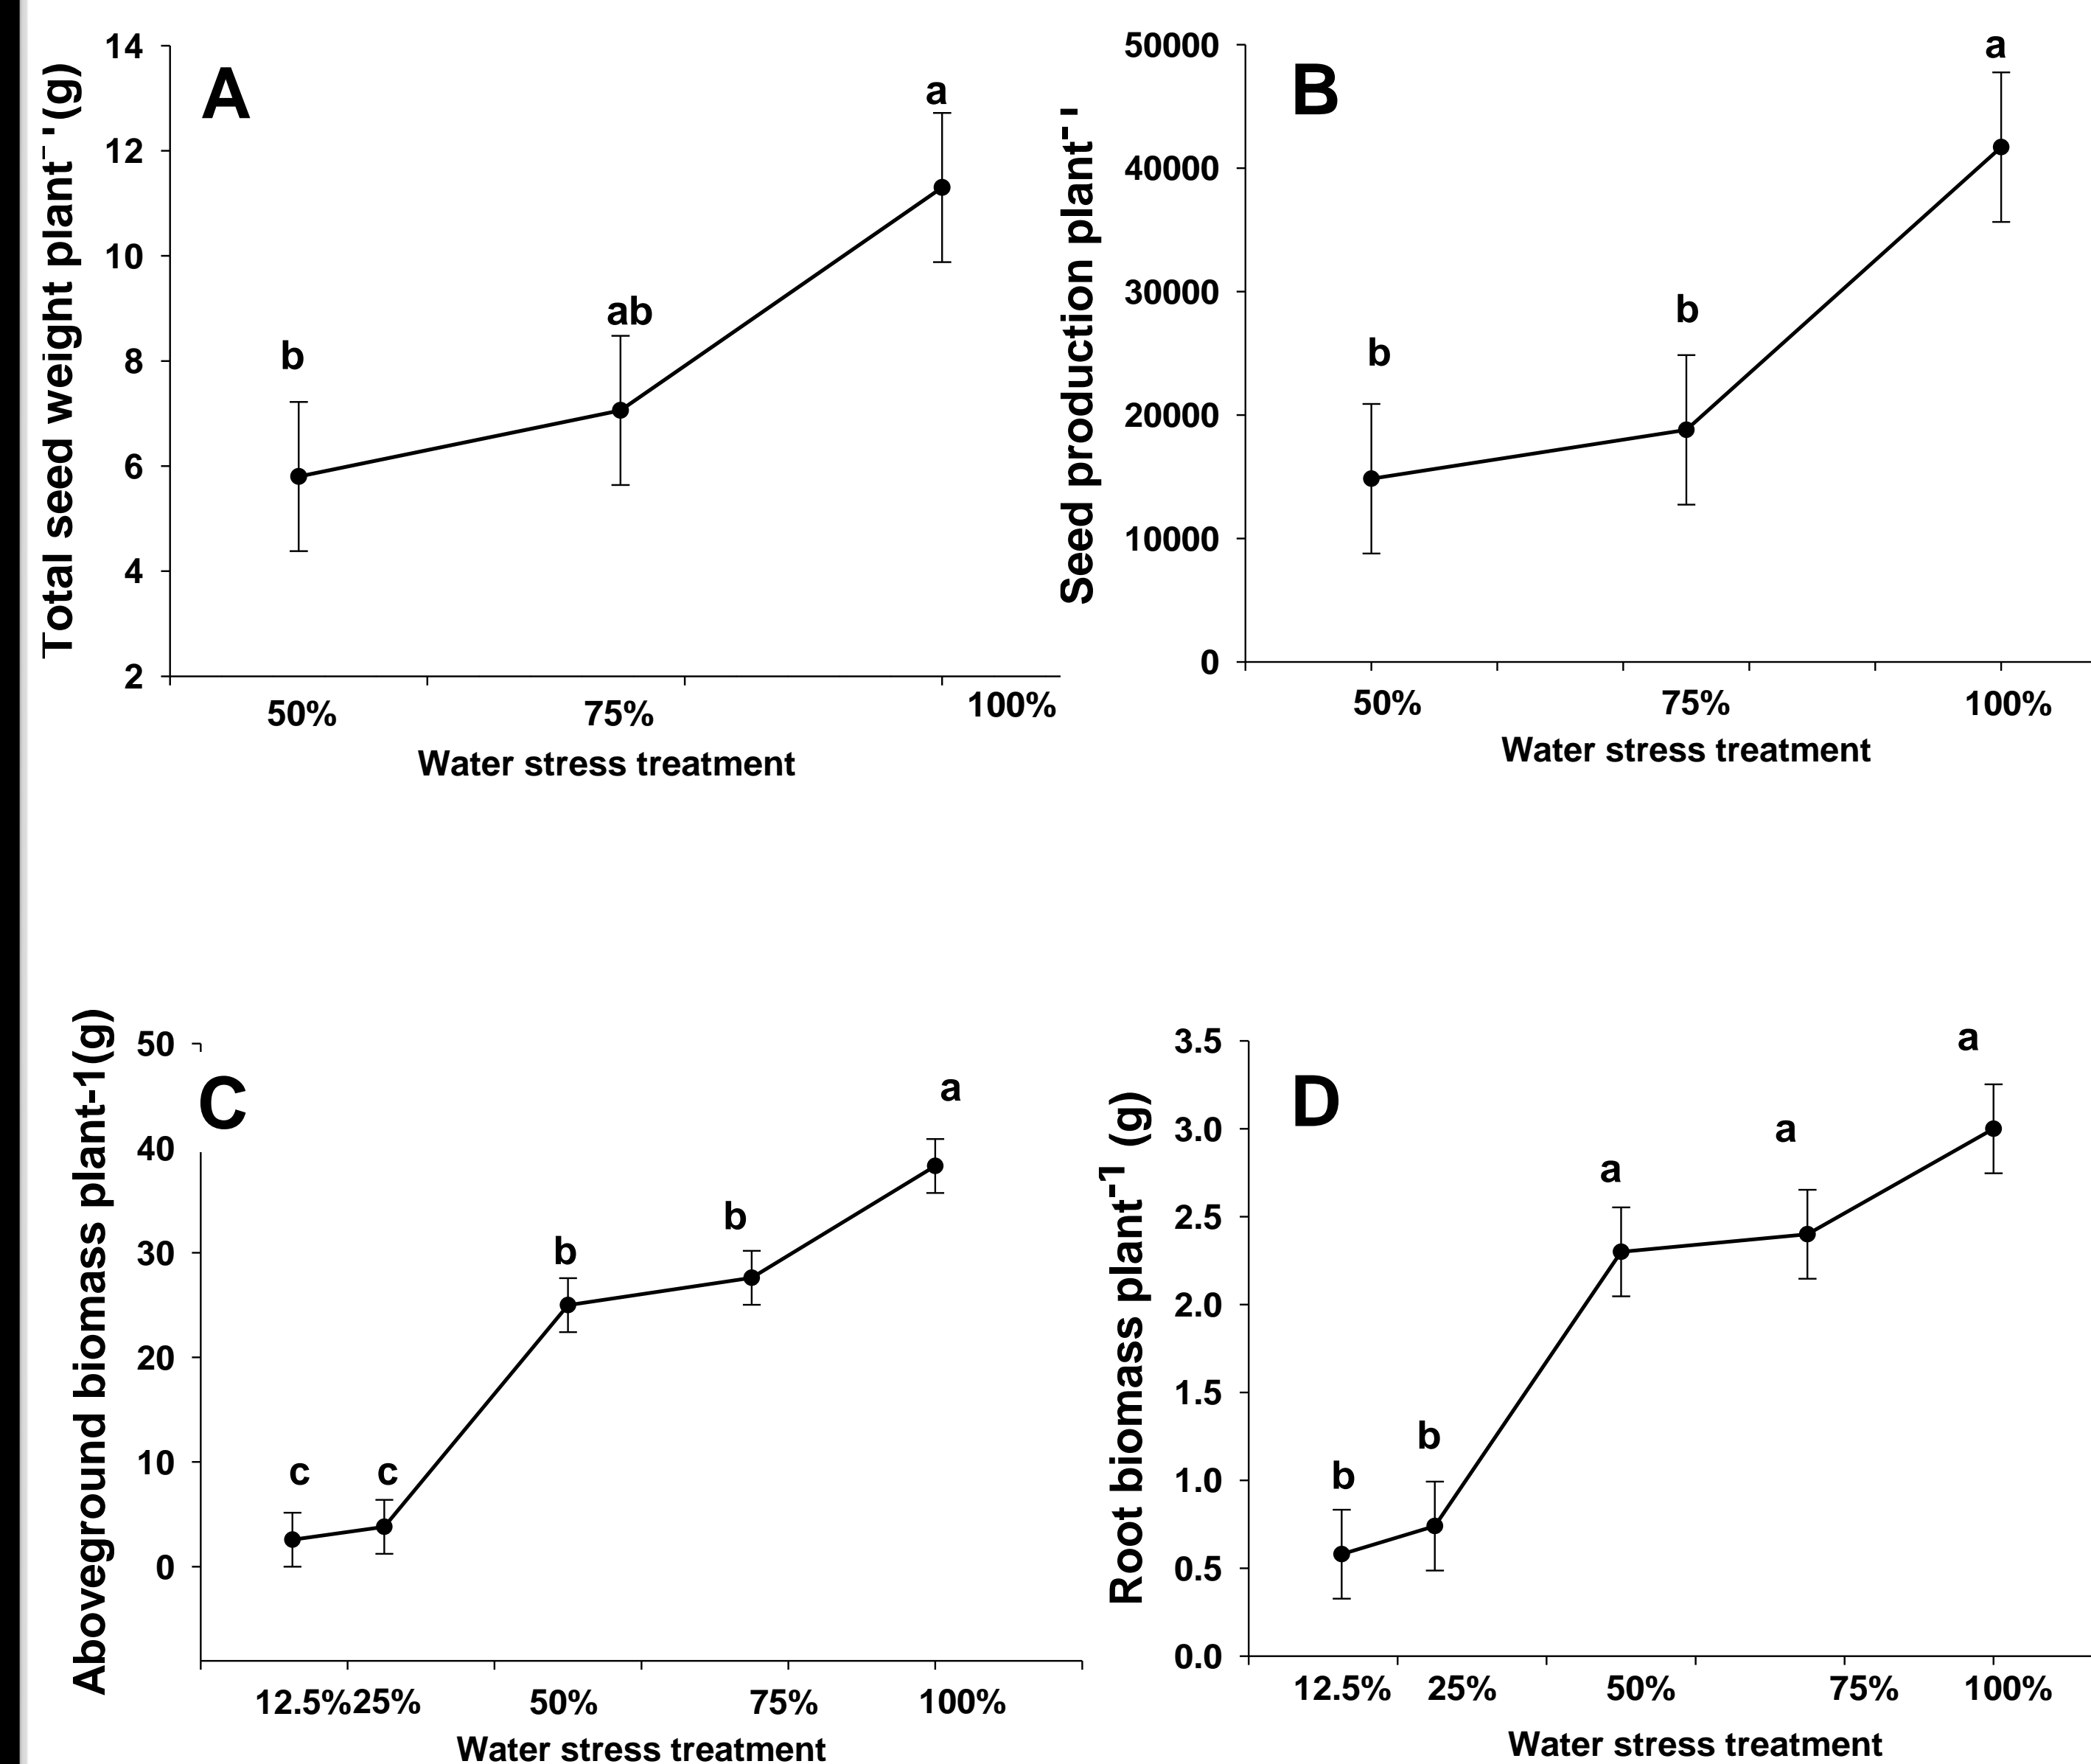 A
Total seed weight plant⁻' (g)
14
12
10
8
6
4
2
b
ab
a
50%
75%
100%
Water stress treatment
B
Seed production plant⁻'
50000
40000
30000
20000
10000
0
b
b
a
50%
75%
100%
Water stress treatment
C
Aboveground biomass plant-1(g)
50
40
30
20
10
0
c
c
b
b
a
12.5%
25%
50%
75%
100%
Water stress treatment
D
Root biomass plant⁻¹ (g)
3.5
3.0
2.5
2.0
1.5
1.0
0.5
0.0
b
b
a
a
a
12.5%
25%
50%
75%
100%
Water stress treatment